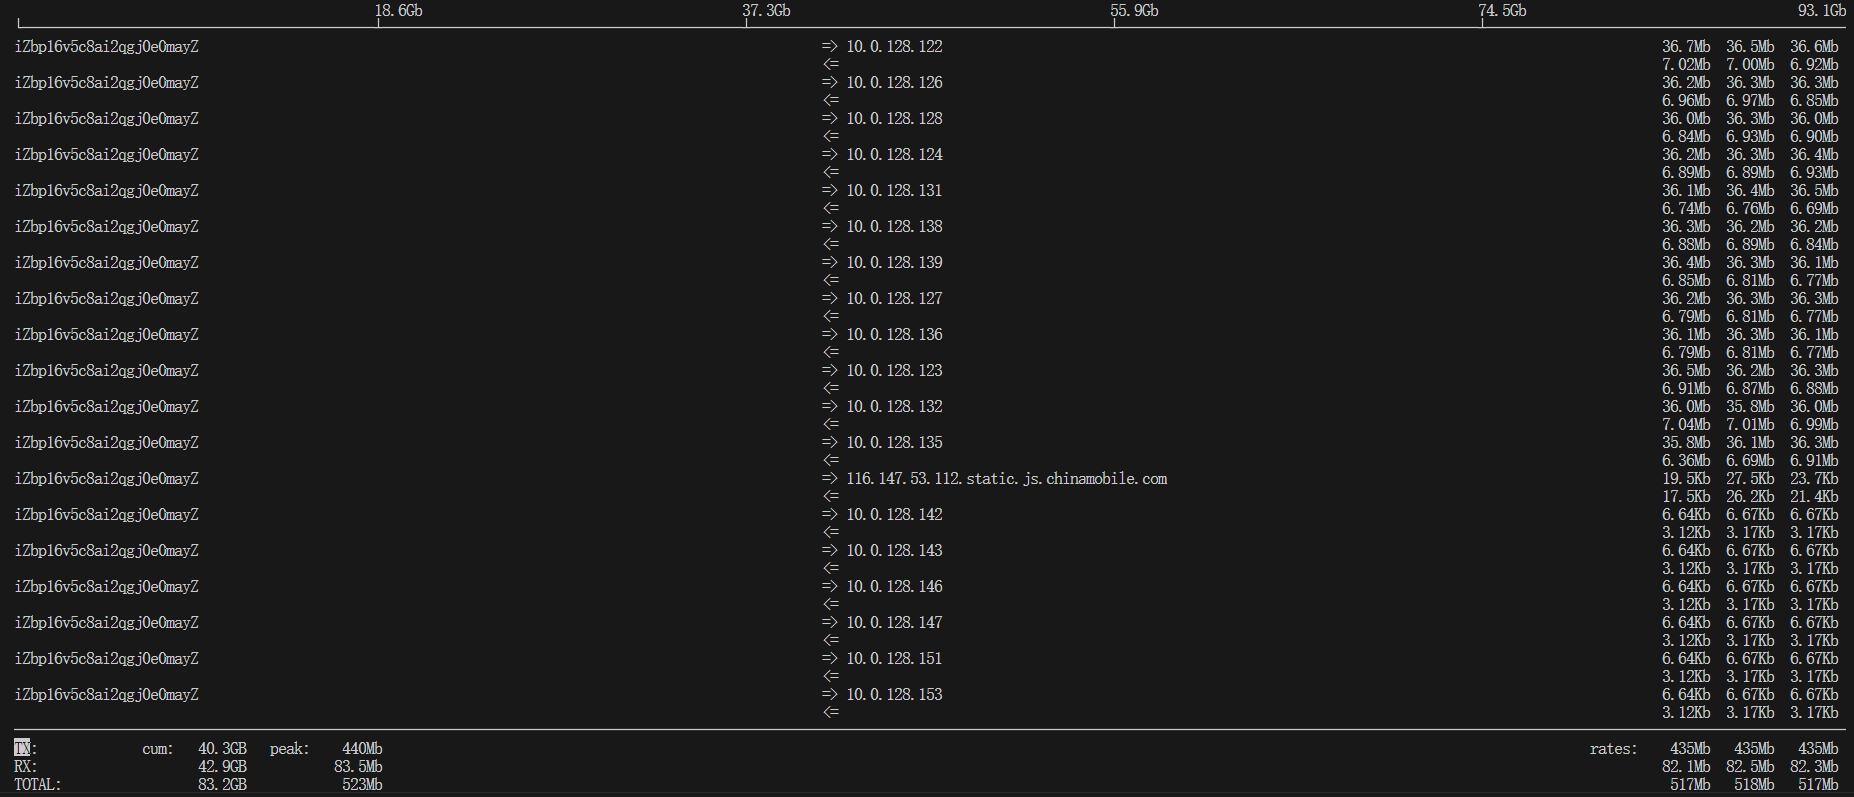 18.6Gb 37.3Gb 55.9Gb 74.5Gb 93.1Gb
iZbp16v5c8ai2qgj0e0mayZ => 10.0.128.122 36.7Mb 36.5Mb 36.6Mb
<= 7.02Mb 7.00Mb 6.92Mb
iZbp16v5c8ai2qgj0e0mayZ => 10.0.128.126 36.2Mb 36.3Mb 36.3Mb
<= 6.96Mb 6.97Mb 6.85Mb
iZbp16v5c8ai2qgj0e0mayZ => 10.0.128.128 36.0Mb 36.3Mb 36.0Mb
<= 6.84Mb 6.93Mb 6.90Mb
iZbp16v5c8ai2qgj0e0mayZ => 10.0.128.124 36.2Mb 36.3Mb 36.4Mb
<= 6.89Mb 6.89Mb 6.93Mb
iZbp16v5c8ai2qgj0e0mayZ => 10.0.128.131 36.1Mb 36.4Mb 36.5Mb
<= 6.74Mb 6.76Mb 6.69Mb
iZbp16v5c8ai2qgj0e0mayZ => 10.0.128.138 36.3Mb 36.2Mb 36.2Mb
<= 6.88Mb 6.89Mb 6.84Mb
iZbp16v5c8ai2qgj0e0mayZ => 10.0.128.139 36.4Mb 36.3Mb 36.1Mb
<= 6.85Mb 6.81Mb 6.77Mb
iZbp16v5c8ai2qgj0e0mayZ => 10.0.128.127 36.2Mb 36.3Mb 36.3Mb
<= 6.79Mb 6.81Mb 6.77Mb
iZbp16v5c8ai2qgj0e0mayZ => 10.0.128.136 36.1Mb 36.3Mb 36.1Mb
<= 6.79Mb 6.81Mb 6.77Mb
iZbp16v5c8ai2qgj0e0mayZ => 10.0.128.123 36.5Mb 36.2Mb 36.3Mb
<= 6.91Mb 6.87Mb 6.88Mb
iZbp16v5c8ai2qgj0e0mayZ => 10.0.128.132 36.0Mb 35.8Mb 36.0Mb
<= 7.04Mb 7.01Mb 6.99Mb
iZbp16v5c8ai2qgj0e0mayZ => 10.0.128.135 35.8Mb 36.1Mb 36.3Mb
<= 6.36Mb 6.69Mb 6.91Mb
iZbp16v5c8ai2qgj0e0mayZ => 116.147.53.112.static.js.chinamobile.com 19.5Kb 27.5Kb 23.7Kb
<= 17.5Kb 26.2Kb 21.4Kb
iZbp16v5c8ai2qgj0e0mayZ => 10.0.128.142 6.64Kb 6.67Kb 6.67Kb
<= 3.12Kb 3.17Kb 3.17Kb
iZbp16v5c8ai2qgj0e0mayZ => 10.0.128.143 6.64Kb 6.67Kb 6.67Kb
<= 3.12Kb 3.17Kb 3.17Kb
iZbp16v5c8ai2qgj0e0mayZ => 10.0.128.146 6.64Kb 6.67Kb 6.67Kb
<= 3.12Kb 3.17Kb 3.17Kb
iZbp16v5c8ai2qgj0e0mayZ => 10.0.128.147 6.64Kb 6.67Kb 6.67Kb
<= 3.12Kb 3.17Kb 3.17Kb
iZbp16v5c8ai2qgj0e0mayZ => 10.0.128.151 6.64Kb 6.67Kb 6.67Kb
<= 3.12Kb 3.17Kb 3.17Kb
iZbp16v5c8ai2qgj0e0mayZ => 10.0.128.153 6.64Kb 6.67Kb 6.67Kb
<= 3.12Kb 3.17Kb 3.17Kb
TX: cum: 40.3GB peak: 440Mb rates: 435Mb 435Mb 435Mb
RX: 42.9GB 83.5Mb 82.1Mb 82.5Mb 82.3Mb
TOTAL: 83.2GB 523Mb 517Mb 518Mb 517Mb